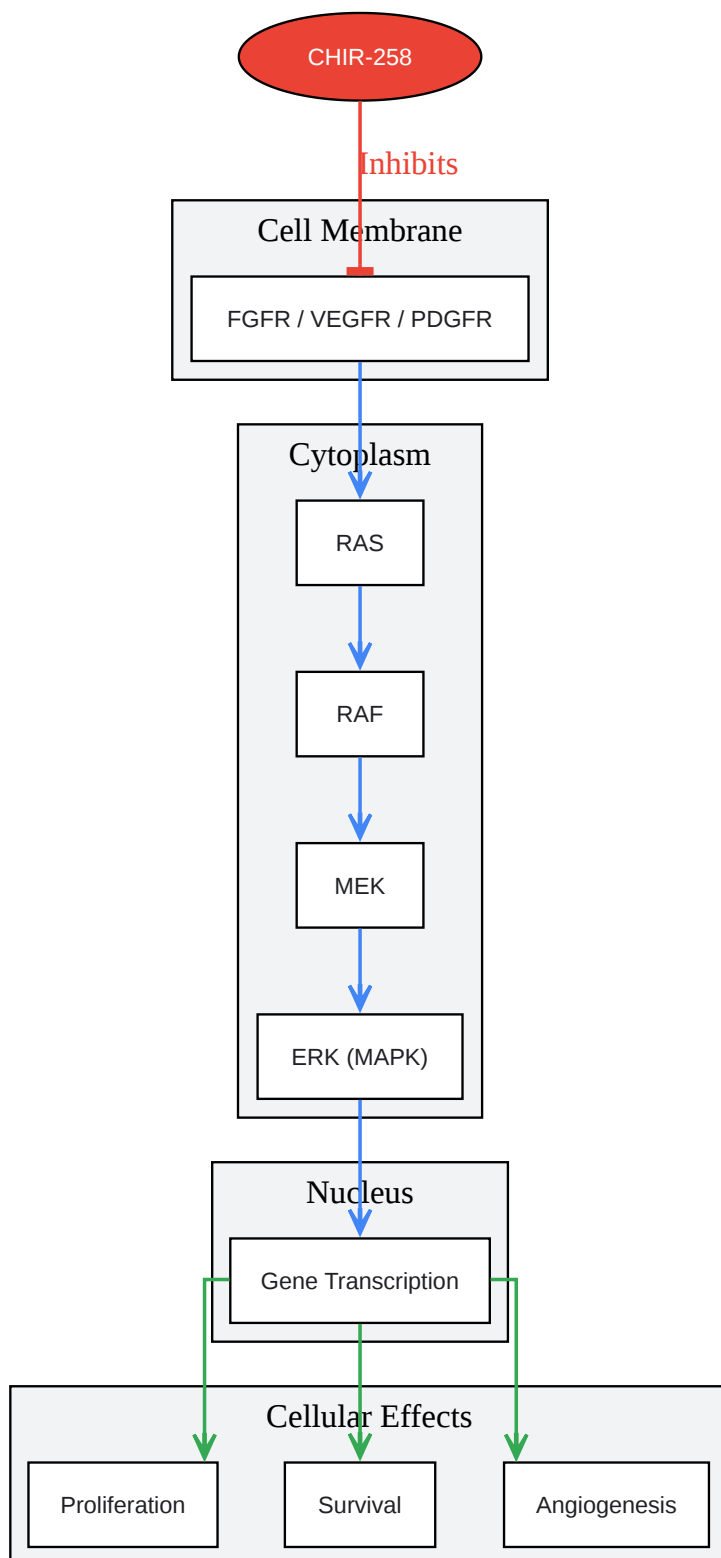 CHIR-258
Inhibits
Cell Membrane
FGFR / VEGFR / PDGFR
Cytoplasm
RAS
RAF
MEK
ERK (MAPK)
Nucleus
Gene Transcription
Cellular Effects
Proliferation
Survival
Angiogenesis